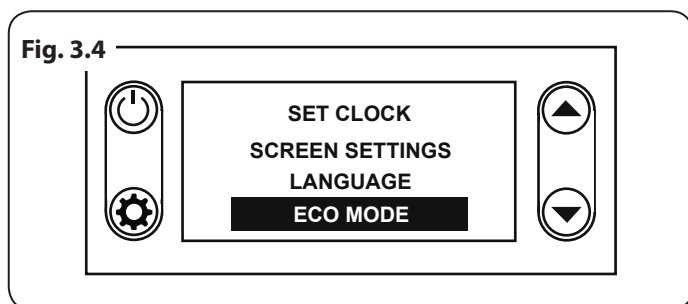 Fig. 3.4
SET CLOCK
SCREEN SETTINGS
LANGUAGE
ECO MODE